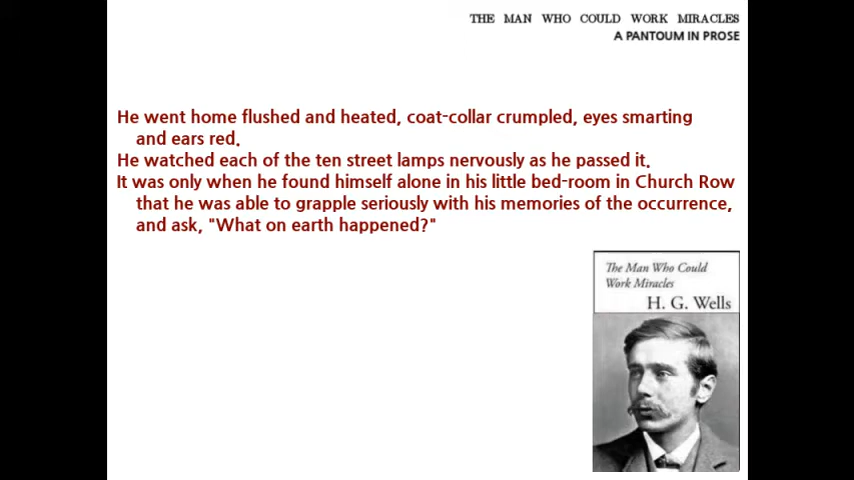 THE MAN WHO COULD WORK MIRACLES
A PANTOUM IN PROSE
He went home flushed and heated, coat-collar crumpled, eyes smarting
and ears red.
He watched each of the ten street lamps nervously as he passed it.
It was only when he found himself alone in his little bed-room in Church Row
that he was able to grapple seriously with his memories of the occurrence,
and ask, "What on earth happened?"
The Man Who Could
Work Miracles
H. G. Wells